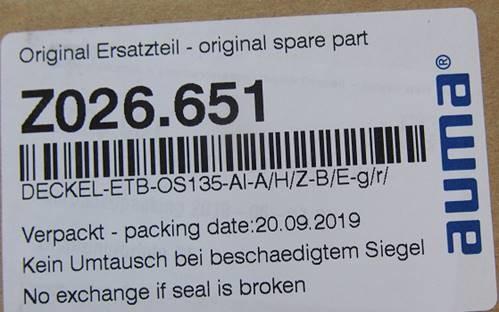 Original Ersatzteil - original spare part
Z026.651
DECKEL-ETB-OS135-AI-A/H/Z-B/E-g/r/
Verpackt - packing date:20.09.2019
Kein Umtausch bei beschaedigtem Siegel
No exchange if seal is broken
auma®